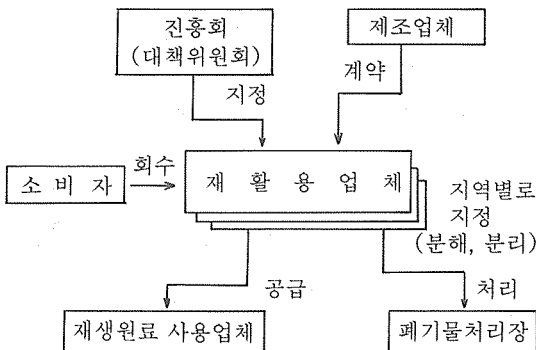 진흥회
(대책위원회)
제조업체
지정
계약
소 비 자
회수
재 활 용 업 체
지역별로
지정
(분해, 분리)
공급
처리
재생원료 사용업체
폐기물처리장